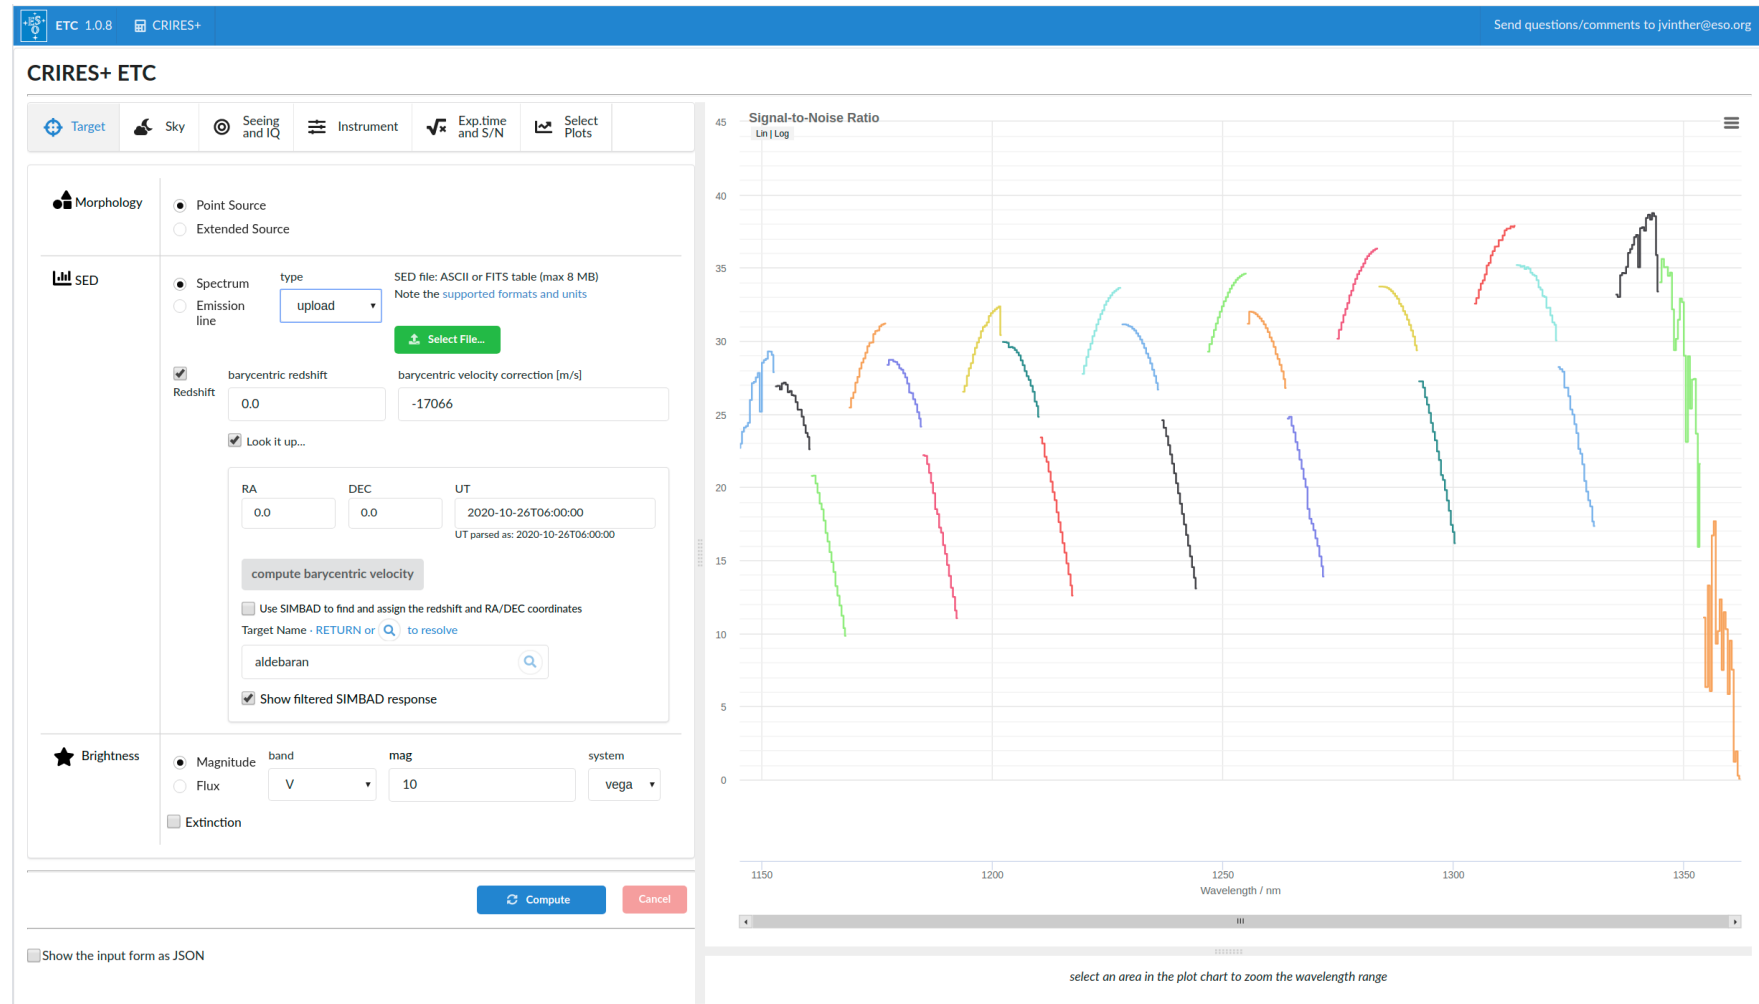 ETC 1.0.8 CRIRES+ Send questions/comments to jvinther@eso.org
CRIRES+ ETC
Target Sky Seeing and IQ Instrument Exp.time and S/N Select Plots
Morphology
Point Source
Extended Source
SED
Spectrum
Emission line
type
upload
SED file: ASCII or FITS table (max 8 MB)
Note the supported formats and units
Select File...
Redshift
barycentric redshift
0.0
barycentric velocity correction [m/s]
-17066
Look it up...
RA DEC UT
0.0 0.0 2020-10-26T06:00:00
UT parsed as: 2020-10-26T06:00:00
compute barycentric velocity
Use SIMBAD to find and assign the redshift and RA/DEC coordinates
Target Name · RETURN or to resolve
aldebaran
Show filtered SIMBAD response
Brightness
Magnitude
Flux
band mag system
V 10 vega
Extinction
Compute Cancel
Show the input form as JSON
Signal-to-Noise Ratio
Lin | Log
45
40
35
30
25
20
15
10
5
0
1150 1200 1250 1300 1350
Wavelength / nm
select an area in the plot chart to zoom the wavelength range